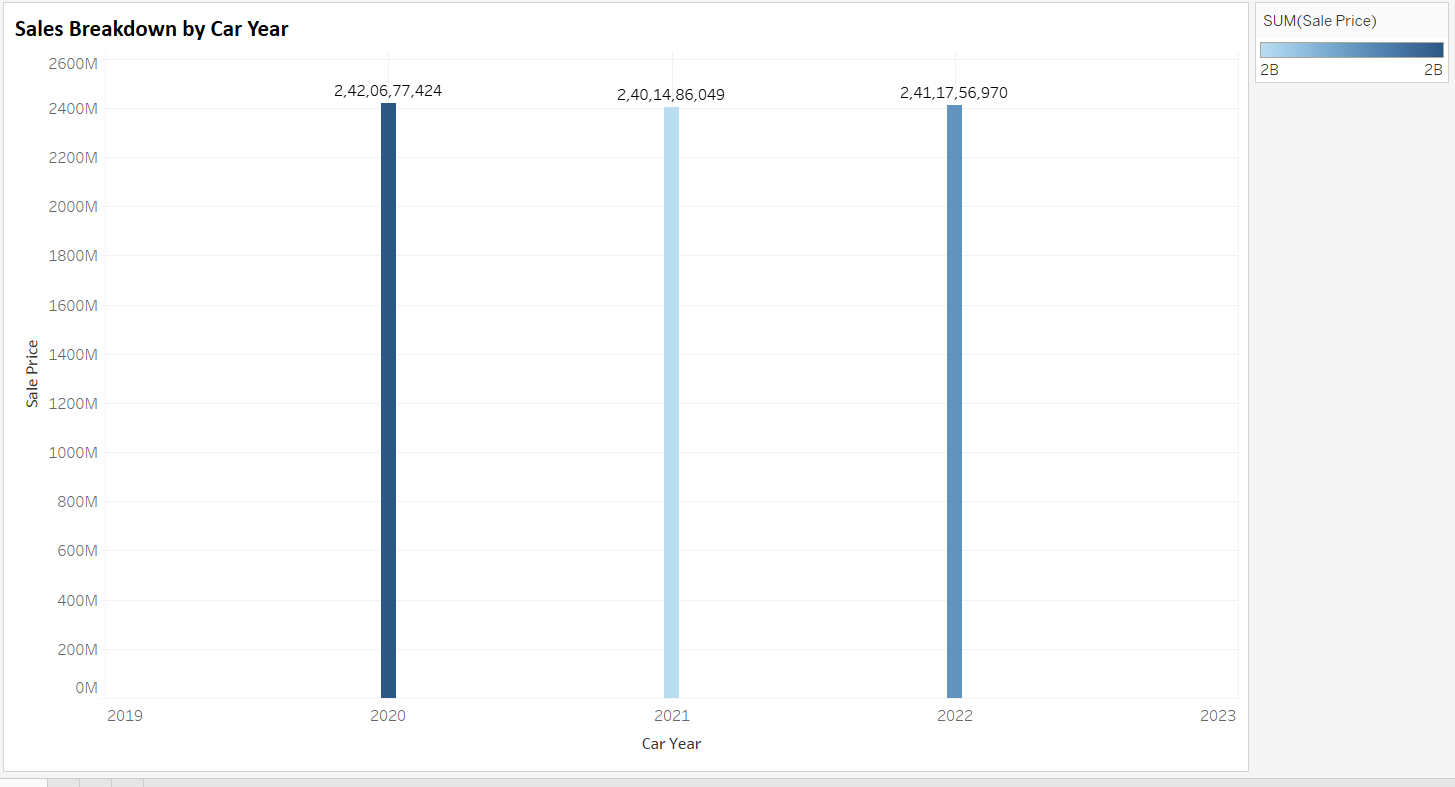 Sales Breakdown by Car Year
SUM(Sale Price)
2B 2B
2600M
2400M
2200M
2000M
1800M
1600M
1400M
1200M
1000M
800M
600M
400M
200M
0M
Sale Price
2,42,06,77,424
2,40,14,86,049
2,41,17,56,970
2019 2020 2021 2022 2023
Car Year